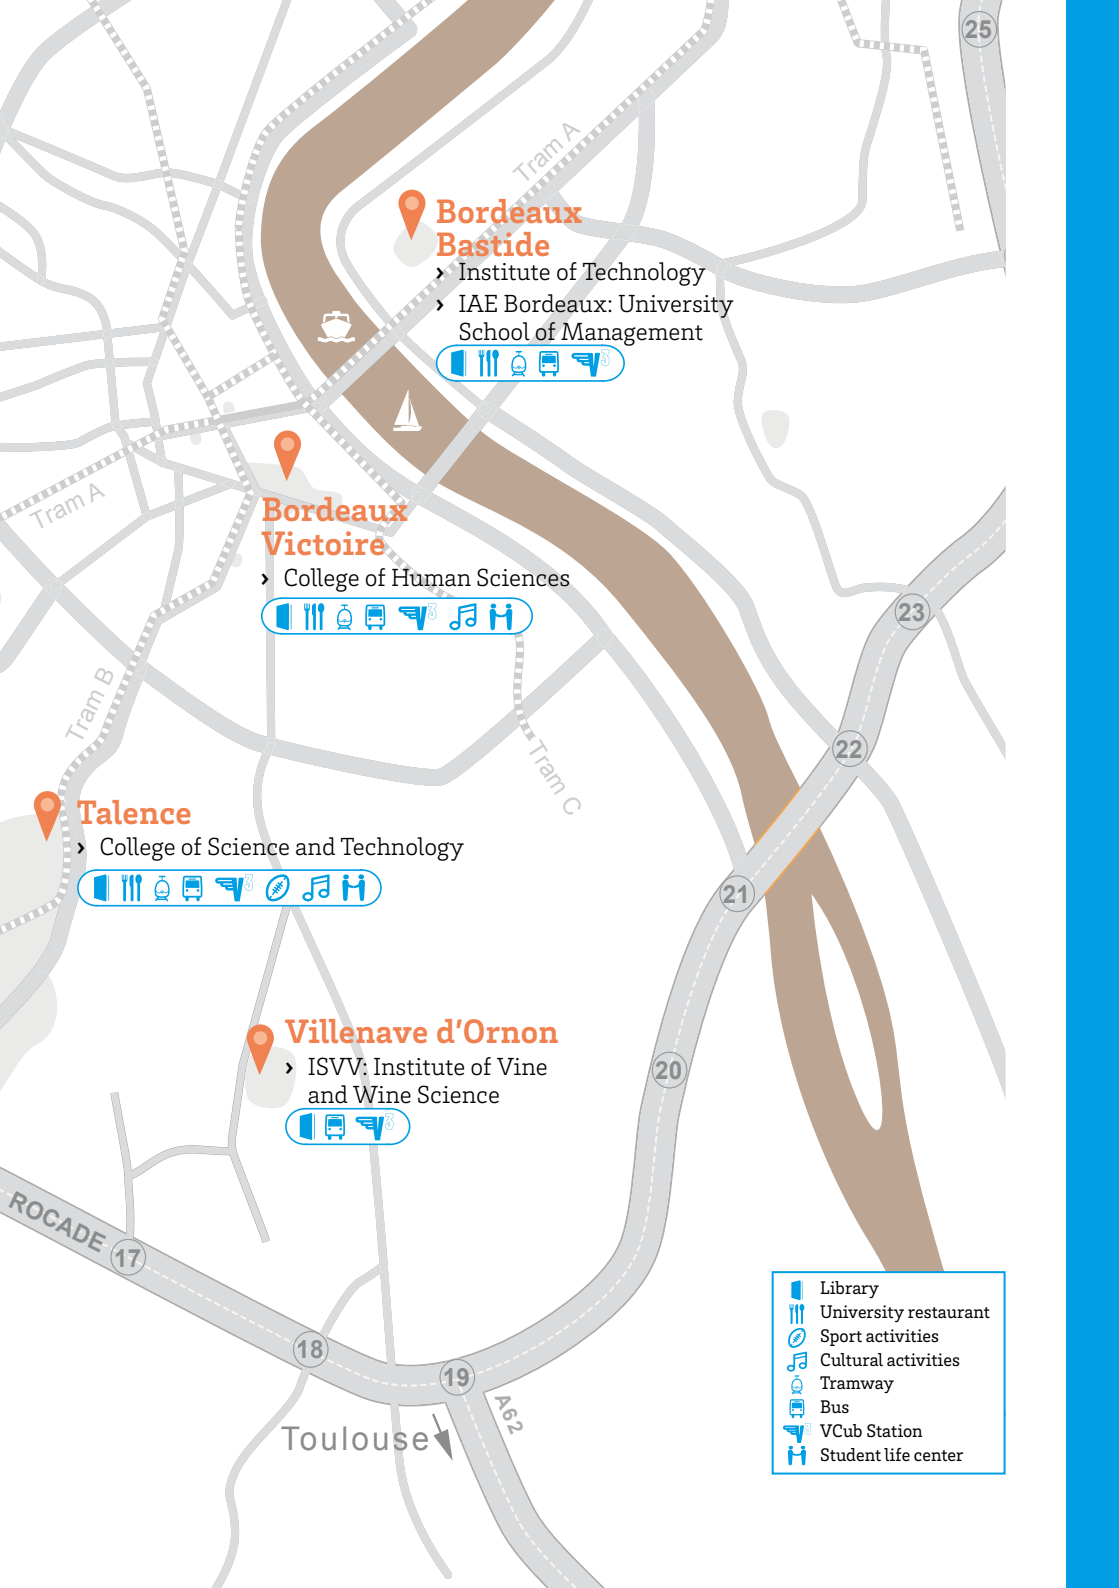 25
Tram A
Bordeaux
Bastide
› Institute of Technology
› IAE Bordeaux: University
School of Management
Tram A
Bordeaux
Victoire
› College of Human Sciences
23
Tram B
22
Tram C
Talence
› College of Science and Technology
21
Villenave d’Ornon
› ISVV: Institute of Vine
and Wine Science
20
ROCADE
17
18
19
A62
Toulouse
Library
University restaurant
Sport activities
Cultural activities
Tramway
Bus
VCub Station
Student life center